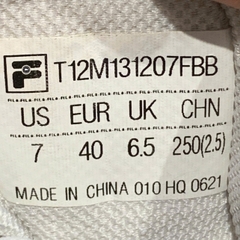 T12M131207FBB
US EUR UK CHN
7 40 6.5 250(2.5)
MADE IN CHINA 010 HQ 0621